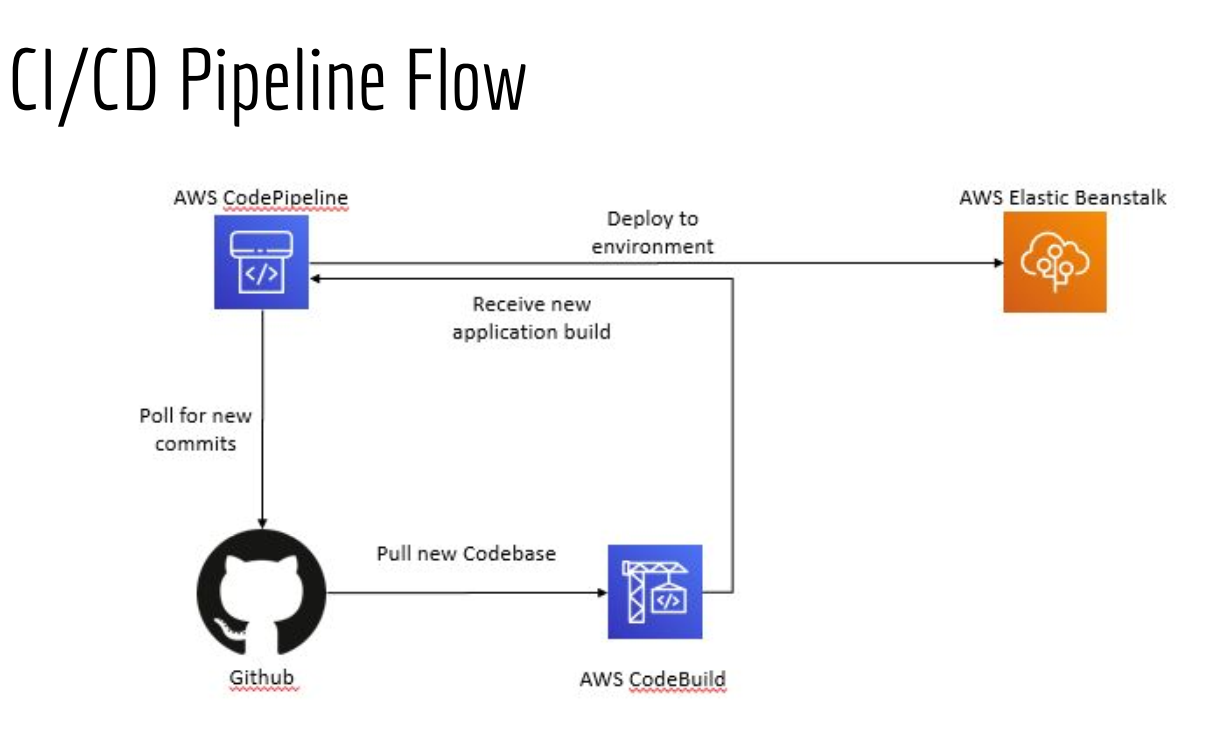 CI/CD Pipeline Flow
AWS CodePipeline
AWS Elastic Beanstalk
Deploy to
environment
Receive new
application build
Poll for new
commits
Pull new Codebase
Github
AWS CodeBuild